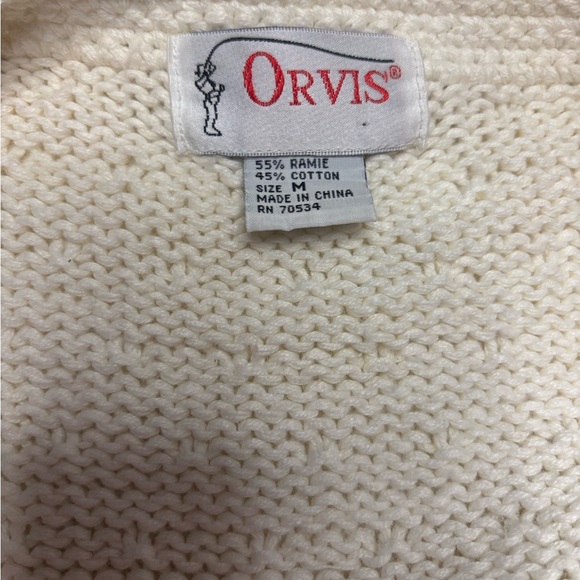 ORVIS®
55% RAMIE
45% COTTON
SIZE M
MADE IN CHINA
RN 70534